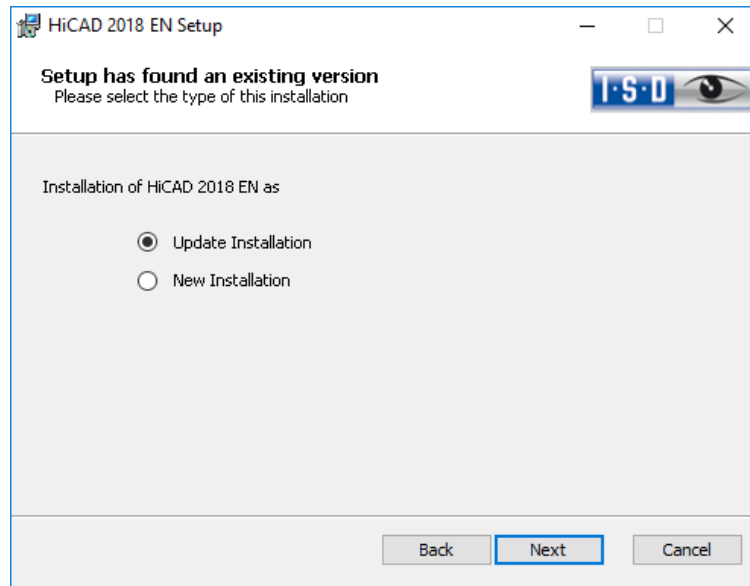 HiCAD 2018 EN Setup
Setup has found an existing version
Please select the type of this installation
I·S·D
Installation of HiCAD 2018 EN as
Update Installation
New Installation
Back Next Cancel